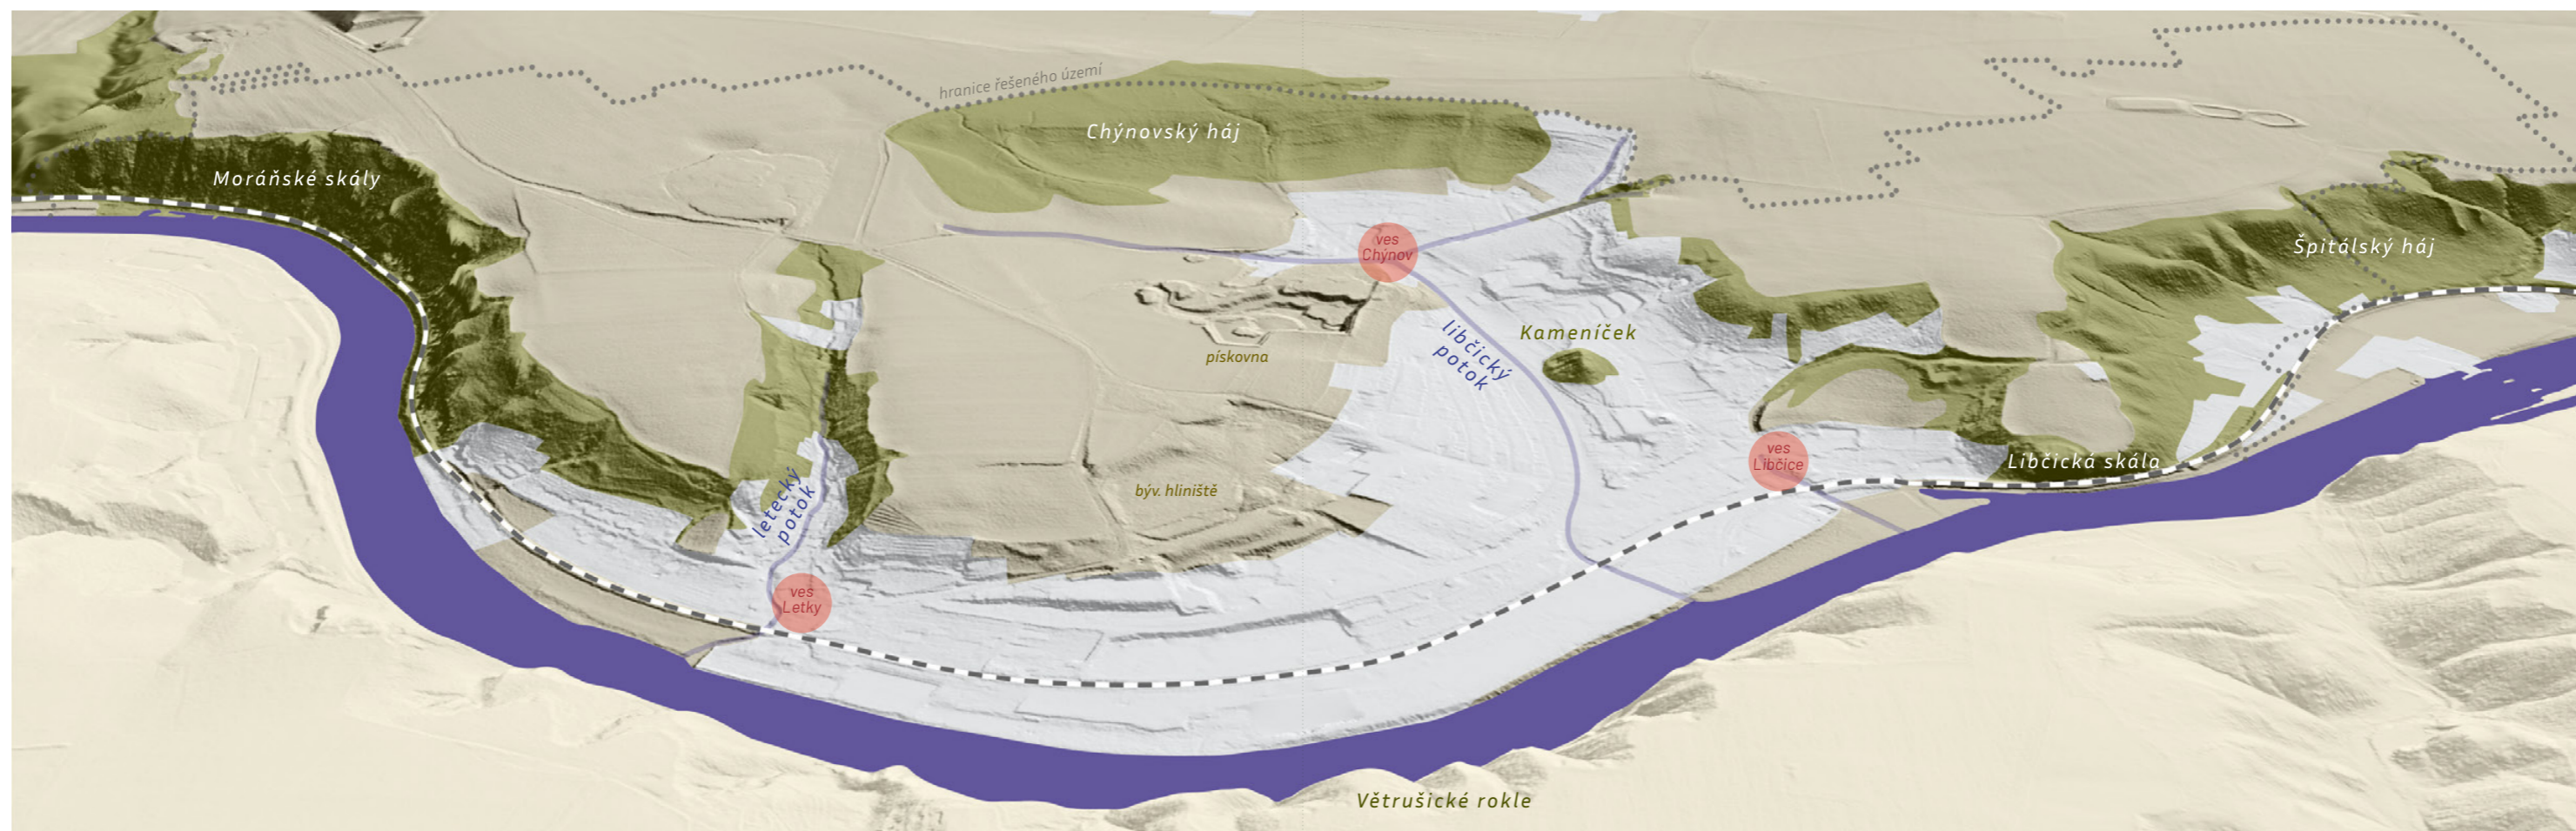 hranice řešeného území
Chýnovský háj
Moráňské skály
Špitálský háj
ves
Chýnov
Kameníček
libčický
potok
pískovna
ves
Libčice
Libčická skála
býv. hliniště
letecký
potok
ves
Letky
Větrušické rokle